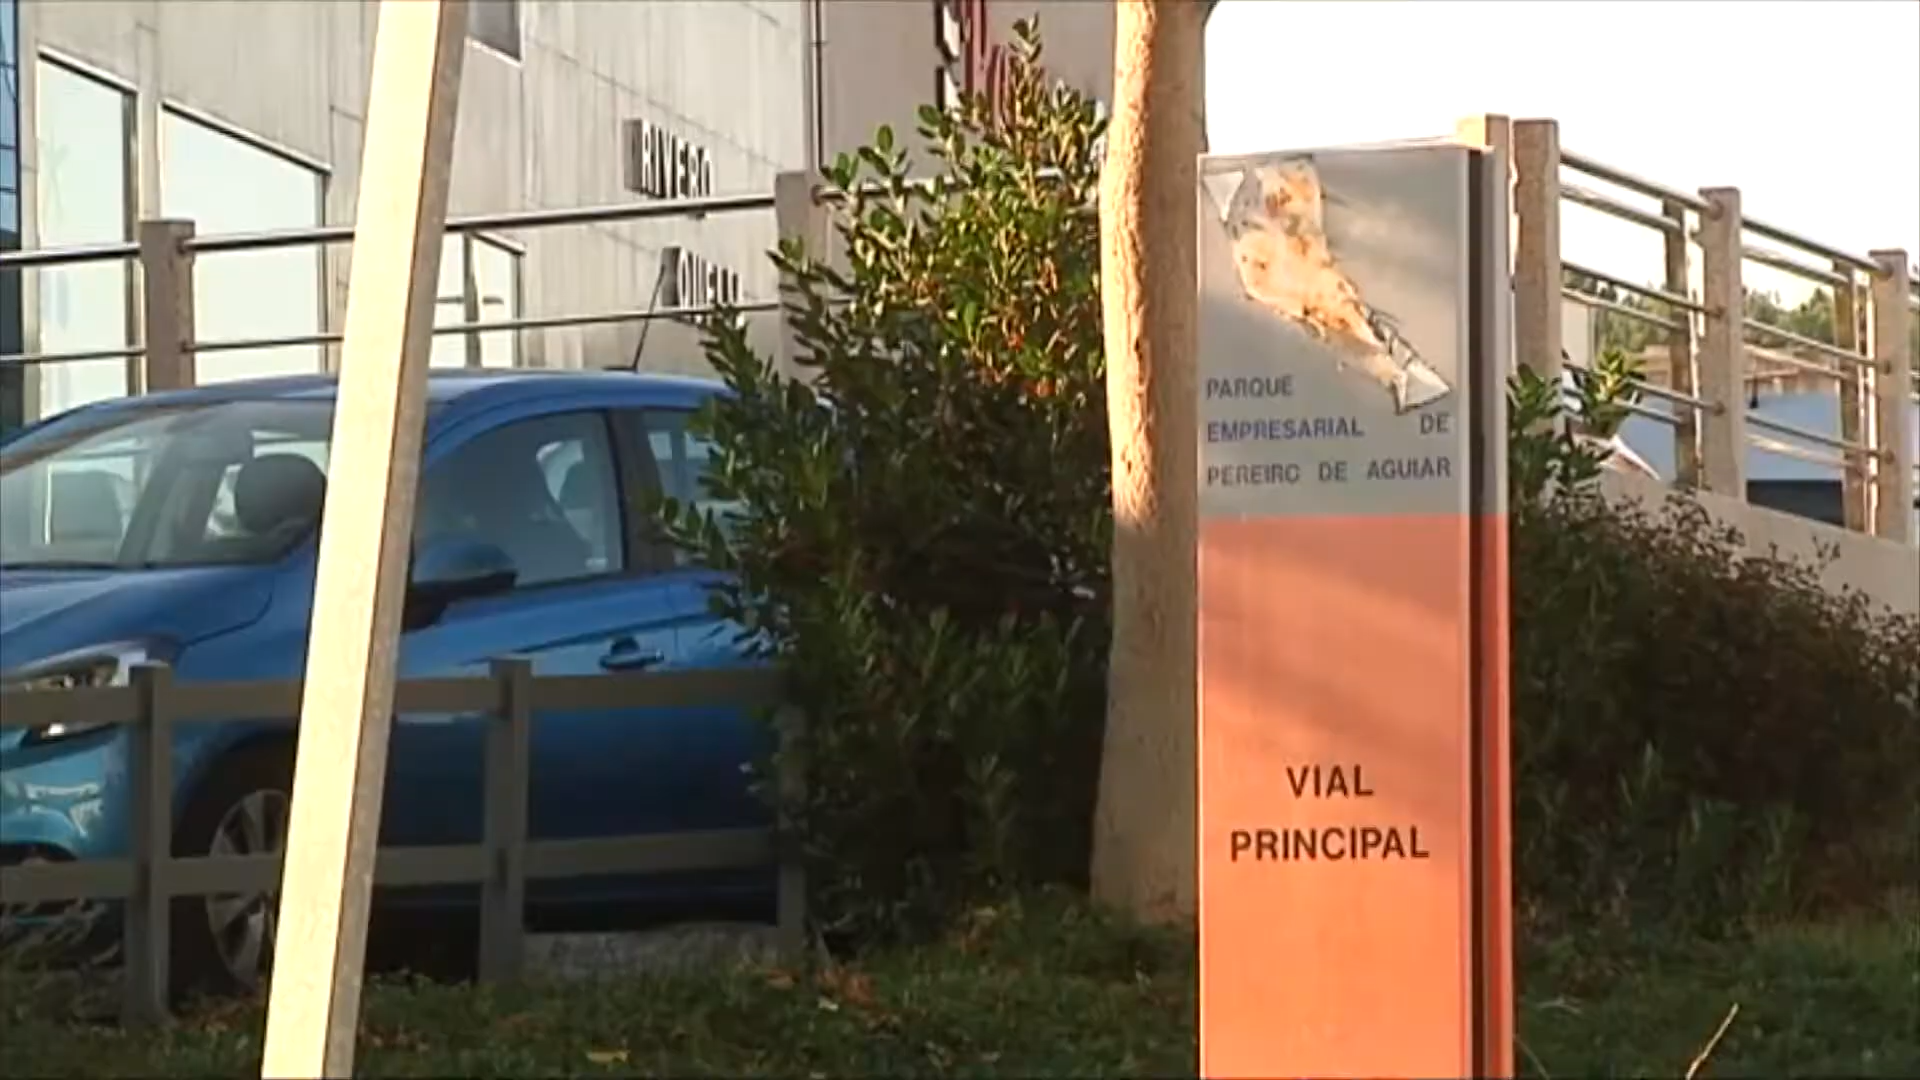 RIVERO
PARQUE
EMPRESARIAL DE
PEREIRO DE AGUIAR
VIAL
PRINCIPAL